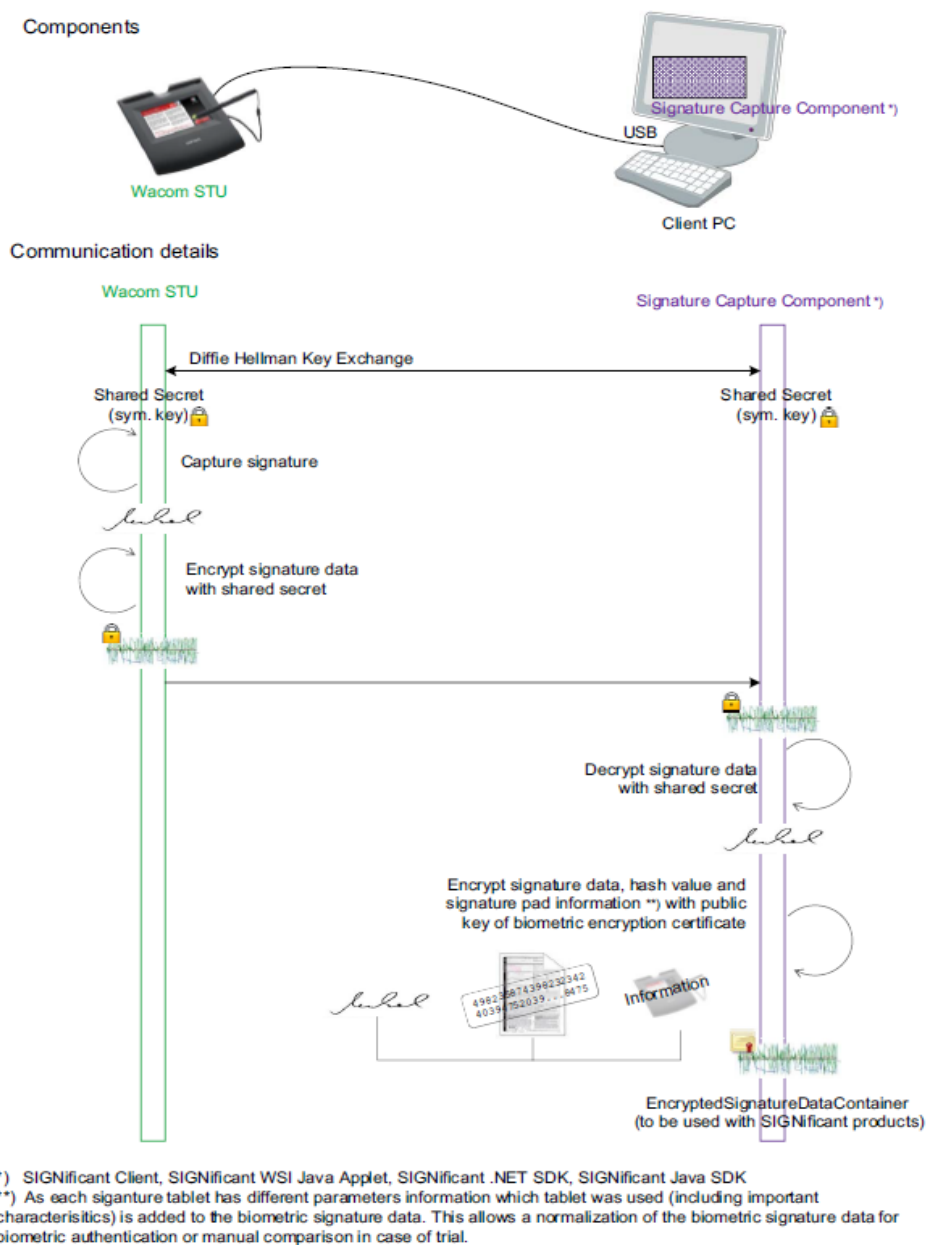 Components
Signature Capture Component *)
USB
Wacom STU
Client PC
Communication details
Wacom STU
Signature Capture Component *)
Diffie Hellman Key Exchange
Shared Secret
(sym. key)
Shared Secret
(sym. key)
Capture signature
Encrypt signature data
with shared secret
Decrypt signature data
with shared secret
Encrypt signature data, hash value and
signature pad information **) with public
key of biometric encryption certificate
498235874398232342
40394752039...8475
Information
EncryptedSignatureDataContainer
(to be used with SIGNificant products)
*) SIGNificant Client, SIGNificant WSI Java Applet, SIGNificant .NET SDK, SIGNificant Java SDK
**) As each siganture tablet has different parameters information which tablet was used (including important
characterisitics) is added to the biometric signature data. This allows a normalization of the biometric signature data for
biometric authentication or manual comparison in case of trial.